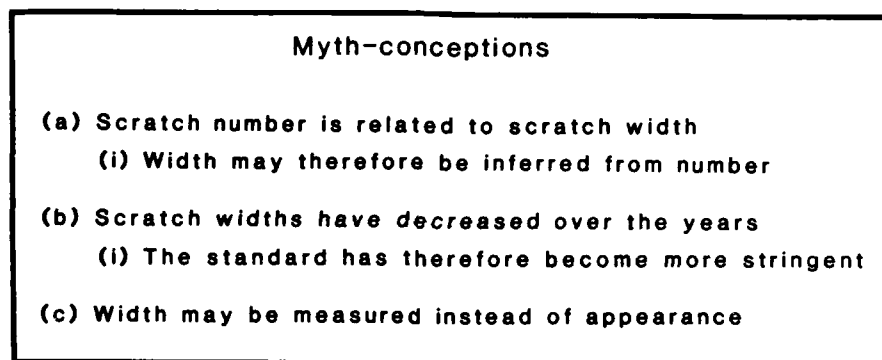 Myth-conceptions
(a) Scratch number is related to scratch width
(i) Width may therefore be inferred from number
(b) Scratch widths have decreased over the years
(i) The standard has therefore become more stringent
(c) Width may be measured instead of appearance